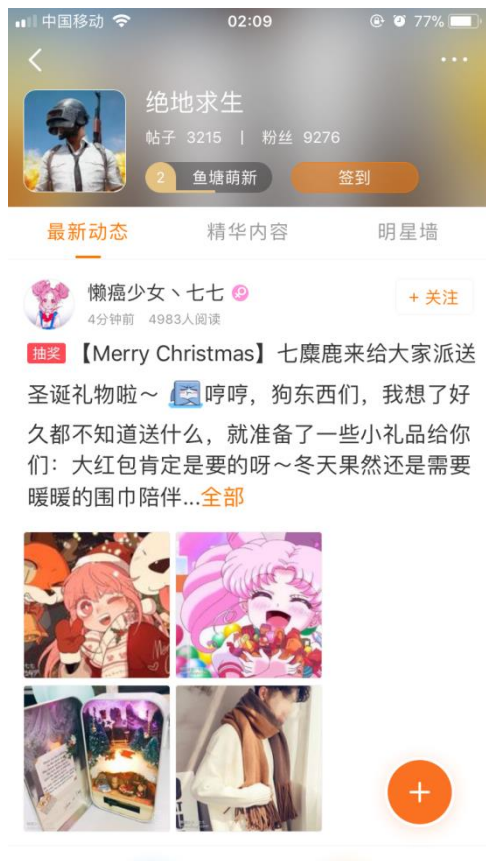 中国移动 02:09 77%
绝地求生
帖子 3215 | 粉丝 9276
2 鱼塘萌新 签到
最新动态 精华内容 明星墙
懒癌少女丶七七
+ 关注
4分钟前 4983人阅读
抽奖 【Merry Christmas】七麋鹿来给大家派送
圣诞礼物啦～ 哼哼，狗东西们，我想了好
久都不知道送什么，就准备了一些小礼品给你
们：大红包肯定是要的呀～冬天果然还是需要
暖暖的围巾陪伴...全部